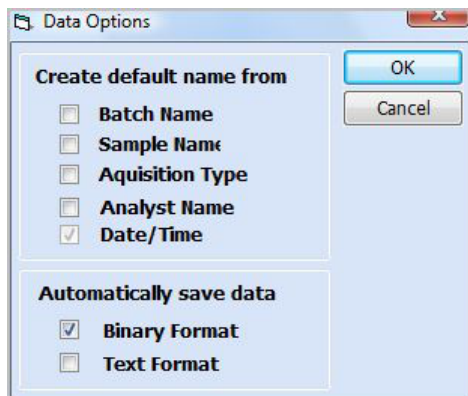 Data Options
Create default name from
Batch Name
Sample Name
Aquisition Type
Analyst Name
Date/Time
OK
Cancel
Automatically save data
Binary Format
Text Format